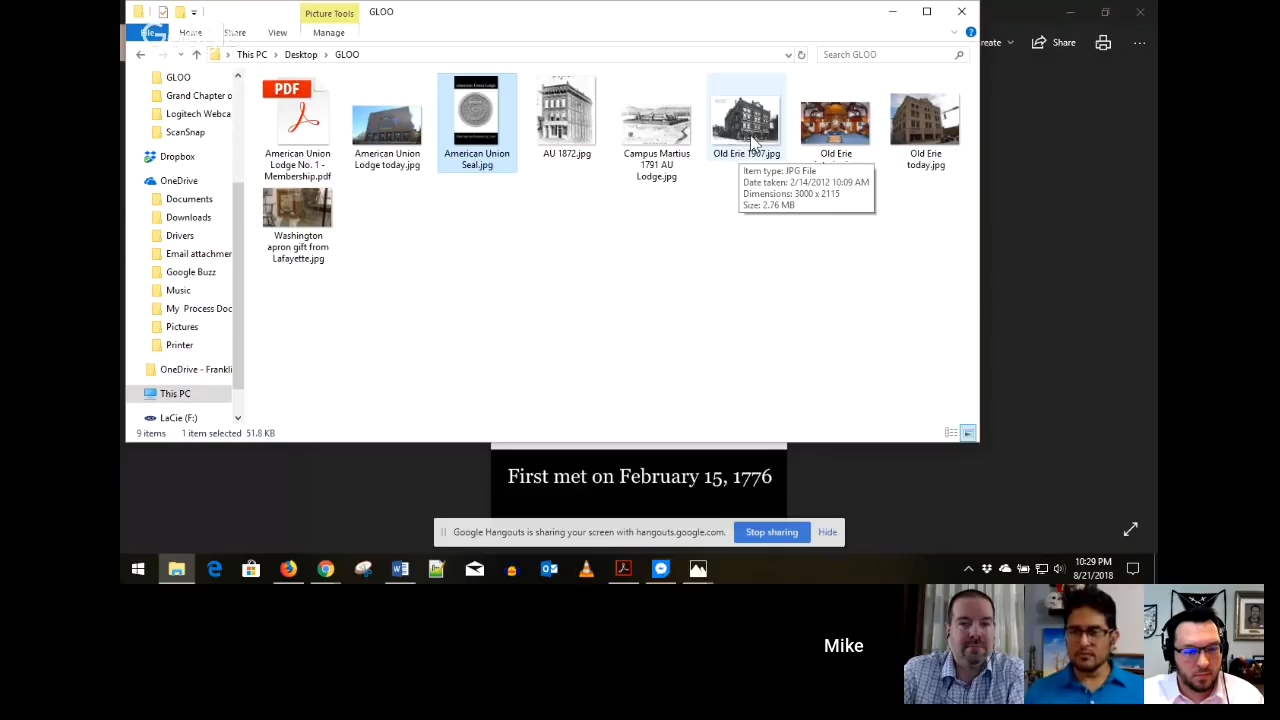 Picture Tools
GLOO
File
Home
Share
View
Manage
This PC
Desktop
GLOO
Search GLOO
reate
Share
GLOO
Grand Chapter o
Logitech Webca
ScanSnap
Dropbox
OneDrive
Documents
Downloads
Drivers
Email attachmer
Google Buzz
Music
My Process Doc
Pictures
Printer
OneDrive - Frankli
This PC
LaCie (F:)
PDF
American Union
Lodge No. 1 -
Membership.pdf
American Union
Lodge today.jpg
American Union
Seal.jpg
AU 1872.jpg
Campus Martius
1791 AU
Lodge.jpg
Old Erie 1907.jpg
Old Erie
Old Erie
today.jpg
Item type: JPG File
Date taken: 2/14/2012 10:09 AM
Dimensions: 3000 x 2115
Size: 2.76 MB
Washington
apron gift from
Lafayette.jpg
9 items
1 item selected 51.8 KB
First met on February 15, 1776
Google Hangouts is sharing your screen with hangouts.google.com.
Stop sharing
Hide
10:29 PM
8/21/2018
Mike